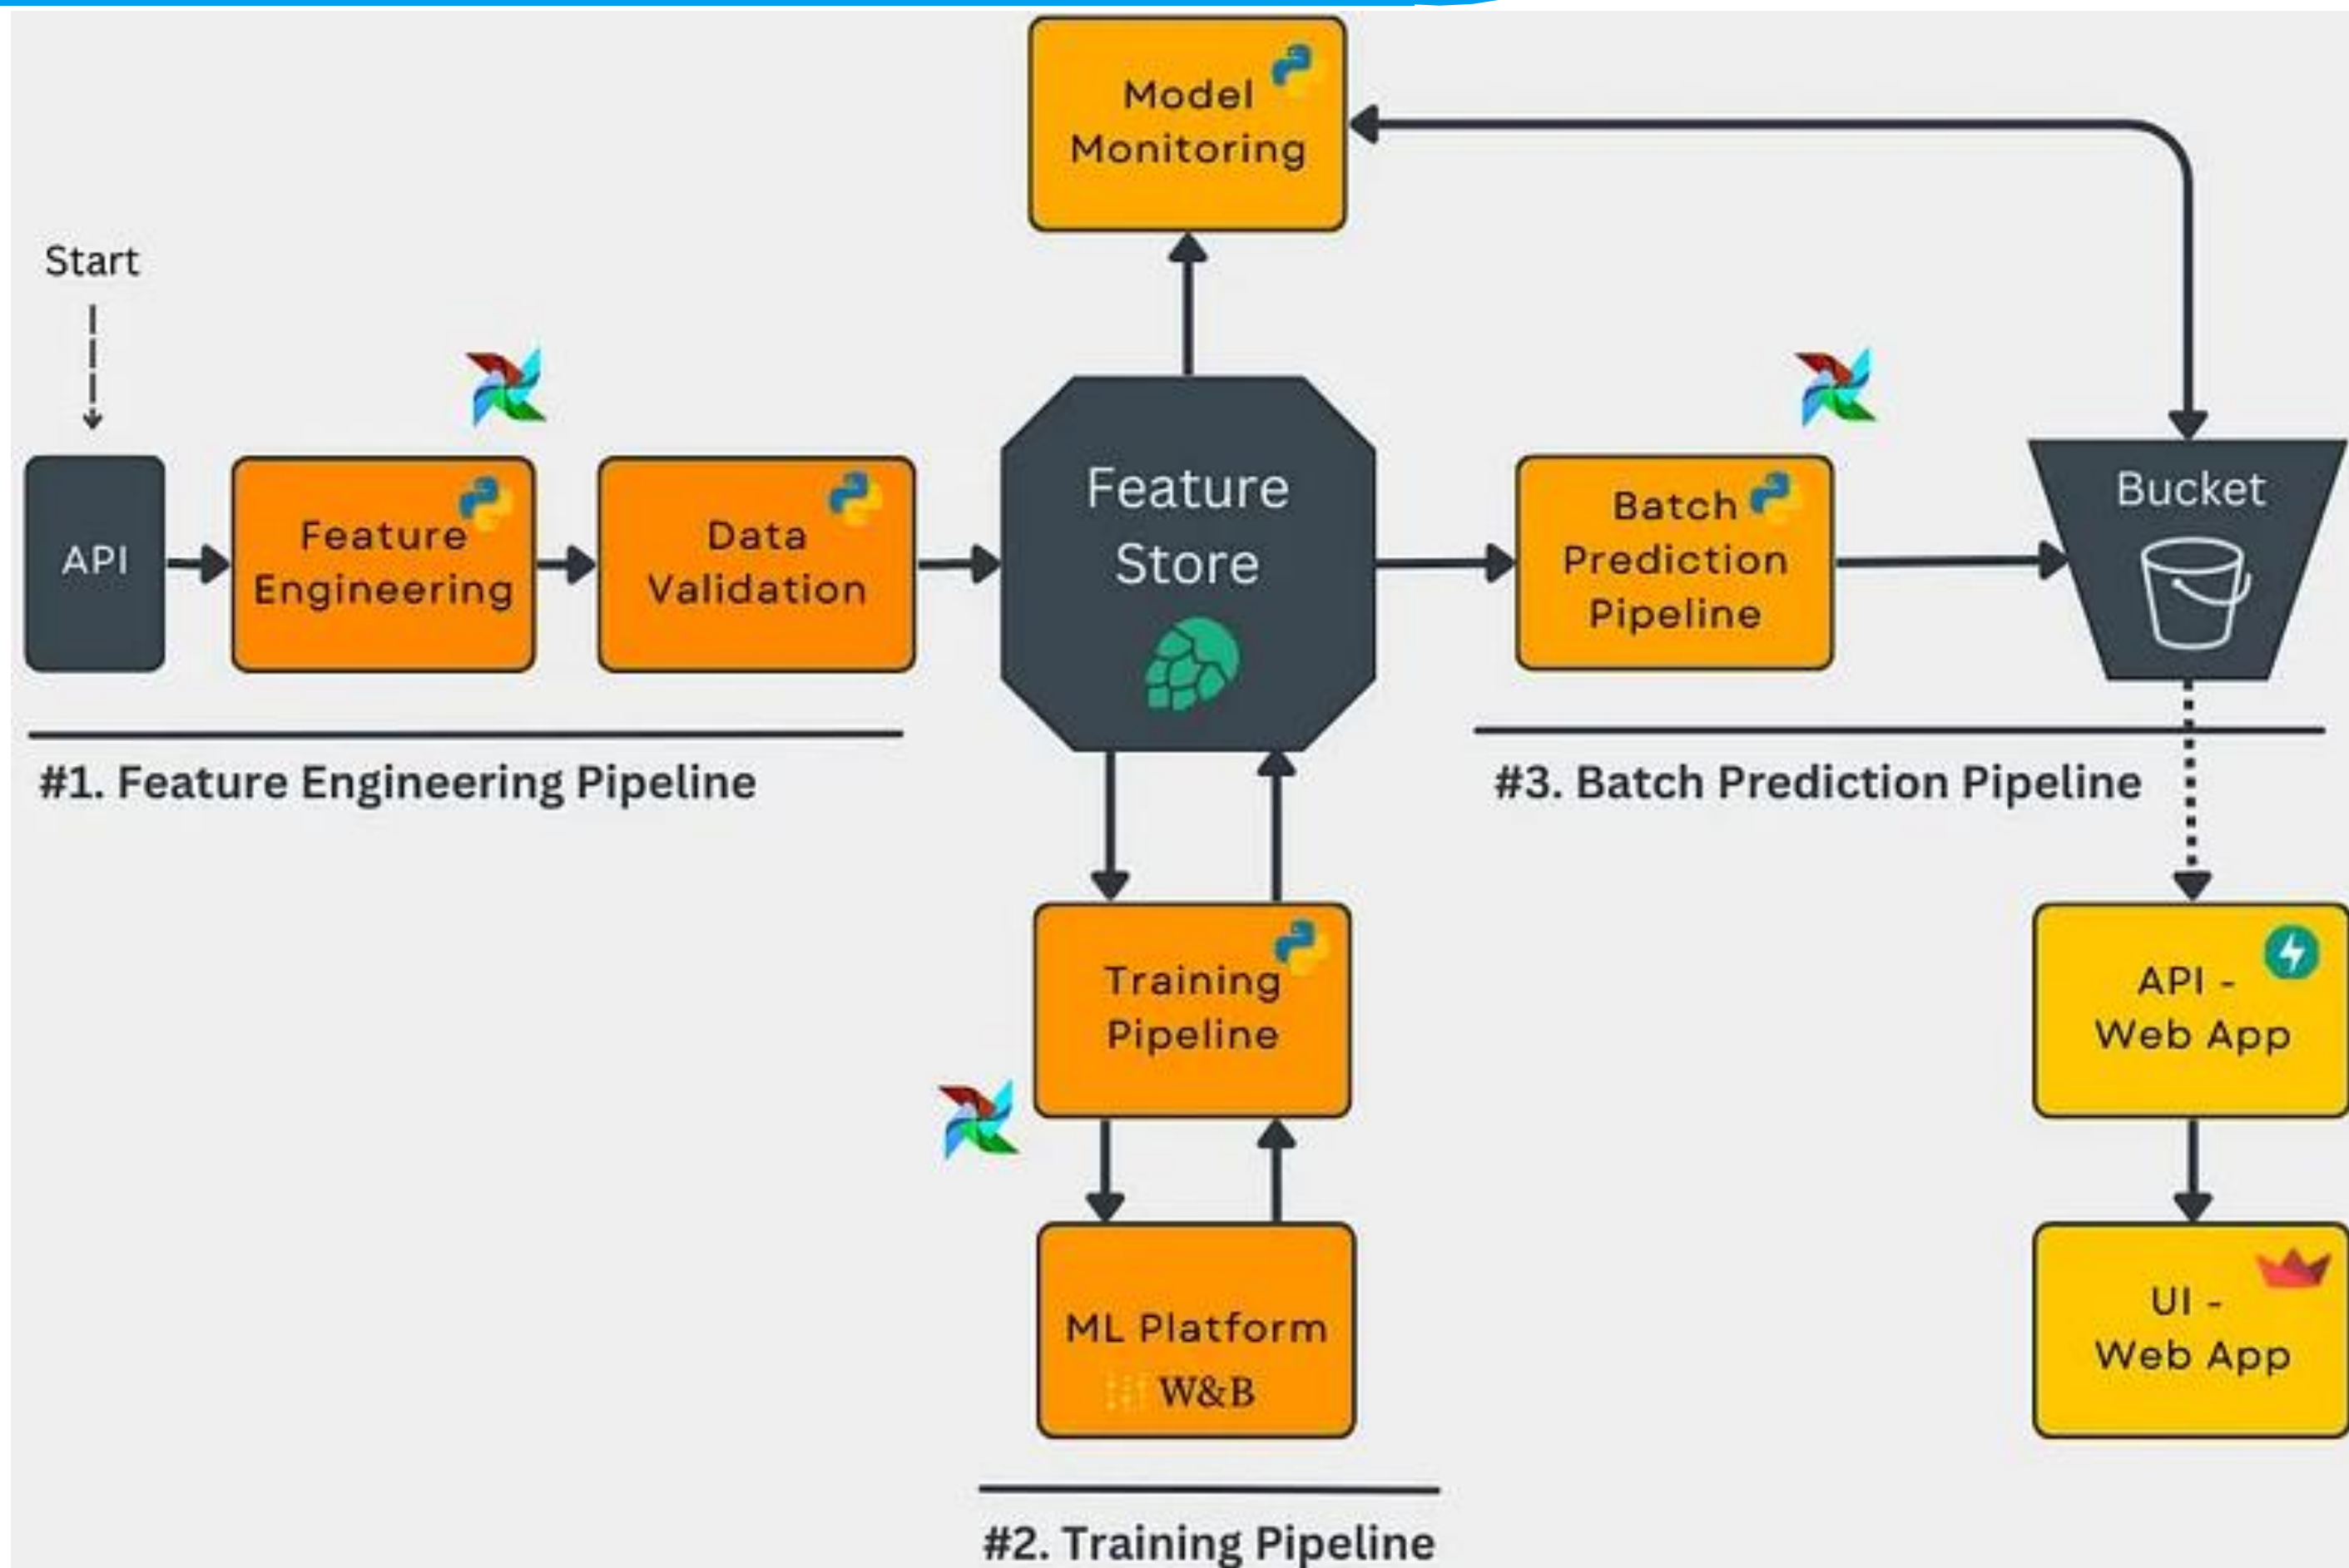 Model
Monitoring
Start
API
Feature
Engineering
Data
Validation
Feature
Store
Batch
Prediction
Pipeline
Bucket
#1. Feature Engineering Pipeline
#3. Batch Prediction Pipeline
Training
Pipeline
API -
Web App
ML Platform
W&B
UI -
Web App
#2. Training Pipeline